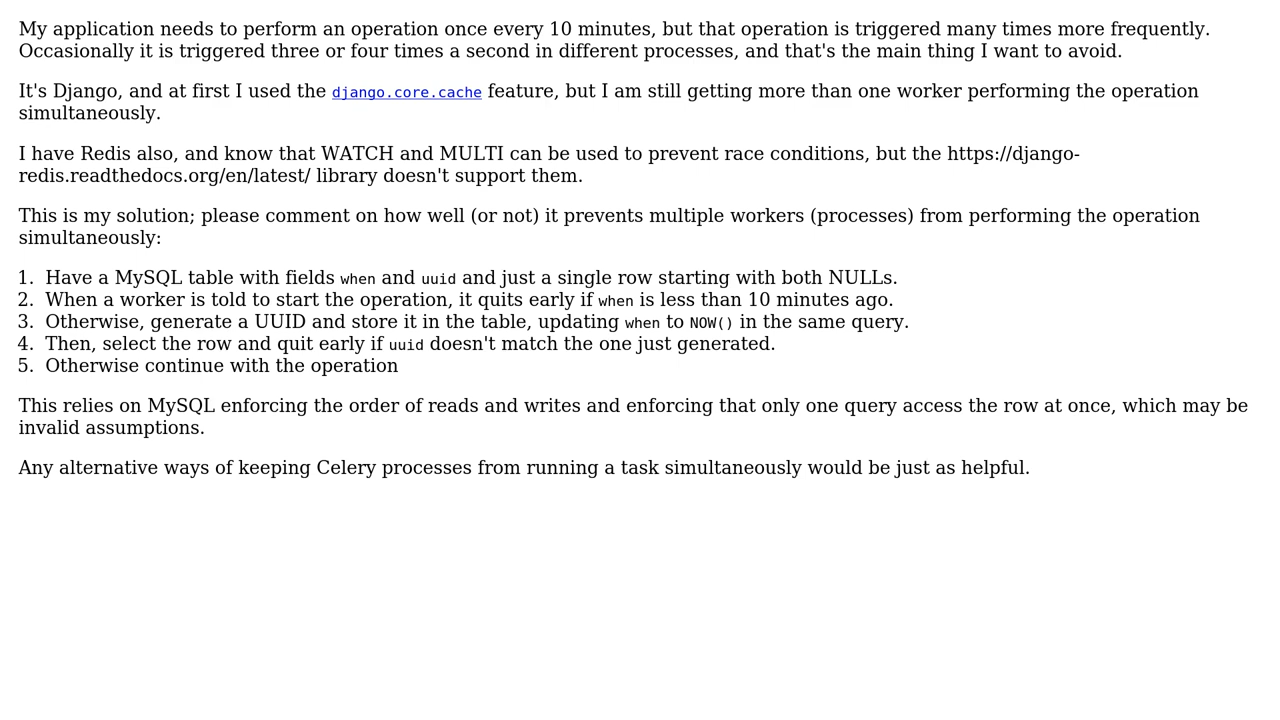 My application needs to perform an operation once every 10 minutes, but that operation is triggered many times more frequently.
Occasionally it is triggered three or four times a second in different processes, and that's the main thing I want to avoid.
It's Django, and at first I used the django.core.cache feature, but I am still getting more than one worker performing the operation
simultaneously.
I have Redis also, and know that WATCH and MULTI can be used to prevent race conditions, but the https://django-
redis.readthedocs.org/en/latest/ library doesn't support them.
This is my solution; please comment on how well (or not) it prevents multiple workers (processes) from performing the operation
simultaneously:
1. Have a MySQL table with fields when and uuid and just a single row starting with both NULLs.
2. When a worker is told to start the operation, it quits early if when is less than 10 minutes ago.
3. Otherwise, generate a UUID and store it in the table, updating when to NOW() in the same query.
4. Then, select the row and quit early if uuid doesn't match the one just generated.
5. Otherwise continue with the operation
This relies on MySQL enforcing the order of reads and writes and enforcing that only one query access the row at once, which may be
invalid assumptions.
Any alternative ways of keeping Celery processes from running a task simultaneously would be just as helpful.